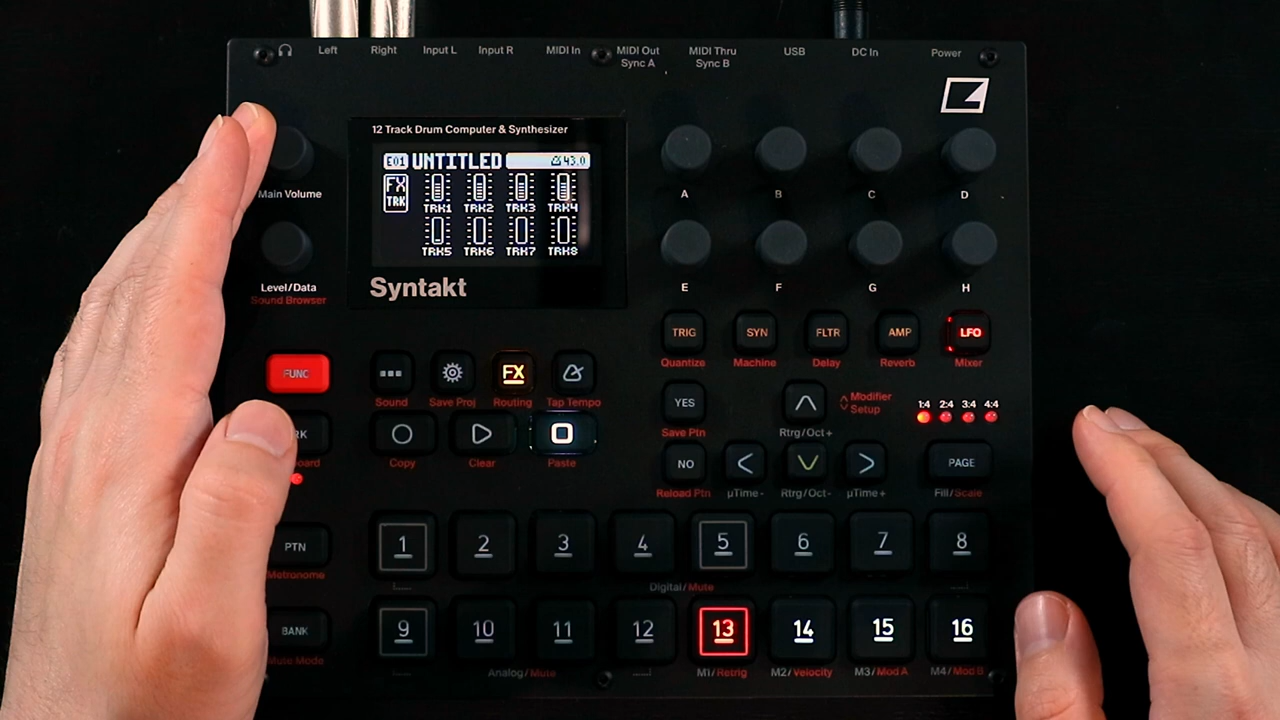 Left Right Input L Input R MIDI In MIDI Out MIDI Thru USB DC In Power
Sync A Sync B
12 Track Drum Computer & Synthesizer
E01 UNTITLED 43.0
FX
TRK
TRK1 TRK2 TRK3 TRK4
TRK5 TRK6 TRK7 TRK8
Syntakt
Main Volume
Level/Data
Sound Browser
A B C D
E F G H
TRIG SYN FLTR AMP LFO
Quantize Machine Delay Reverb Mixer
FUNC FX
Sound Save Proj Routing Tap Tempo
YES
Modifier
Setup
1:4 2:4 3:4 4:4
Save Ptn Rtrg/Oct+
Copy Clear Paste
NO PAGE
Reload Ptn µTime- Rtrg/Oct- µTime+ Fill/Scale
PTN 1 2 3 4 5 6 7 8
Metronome
Digital/Mute
BANK 9 10 11 12 13 14 15 16
Mute Mode
Analog/Mute M1/Retrig M2/Velocity M3/Mod A M4/Mod B